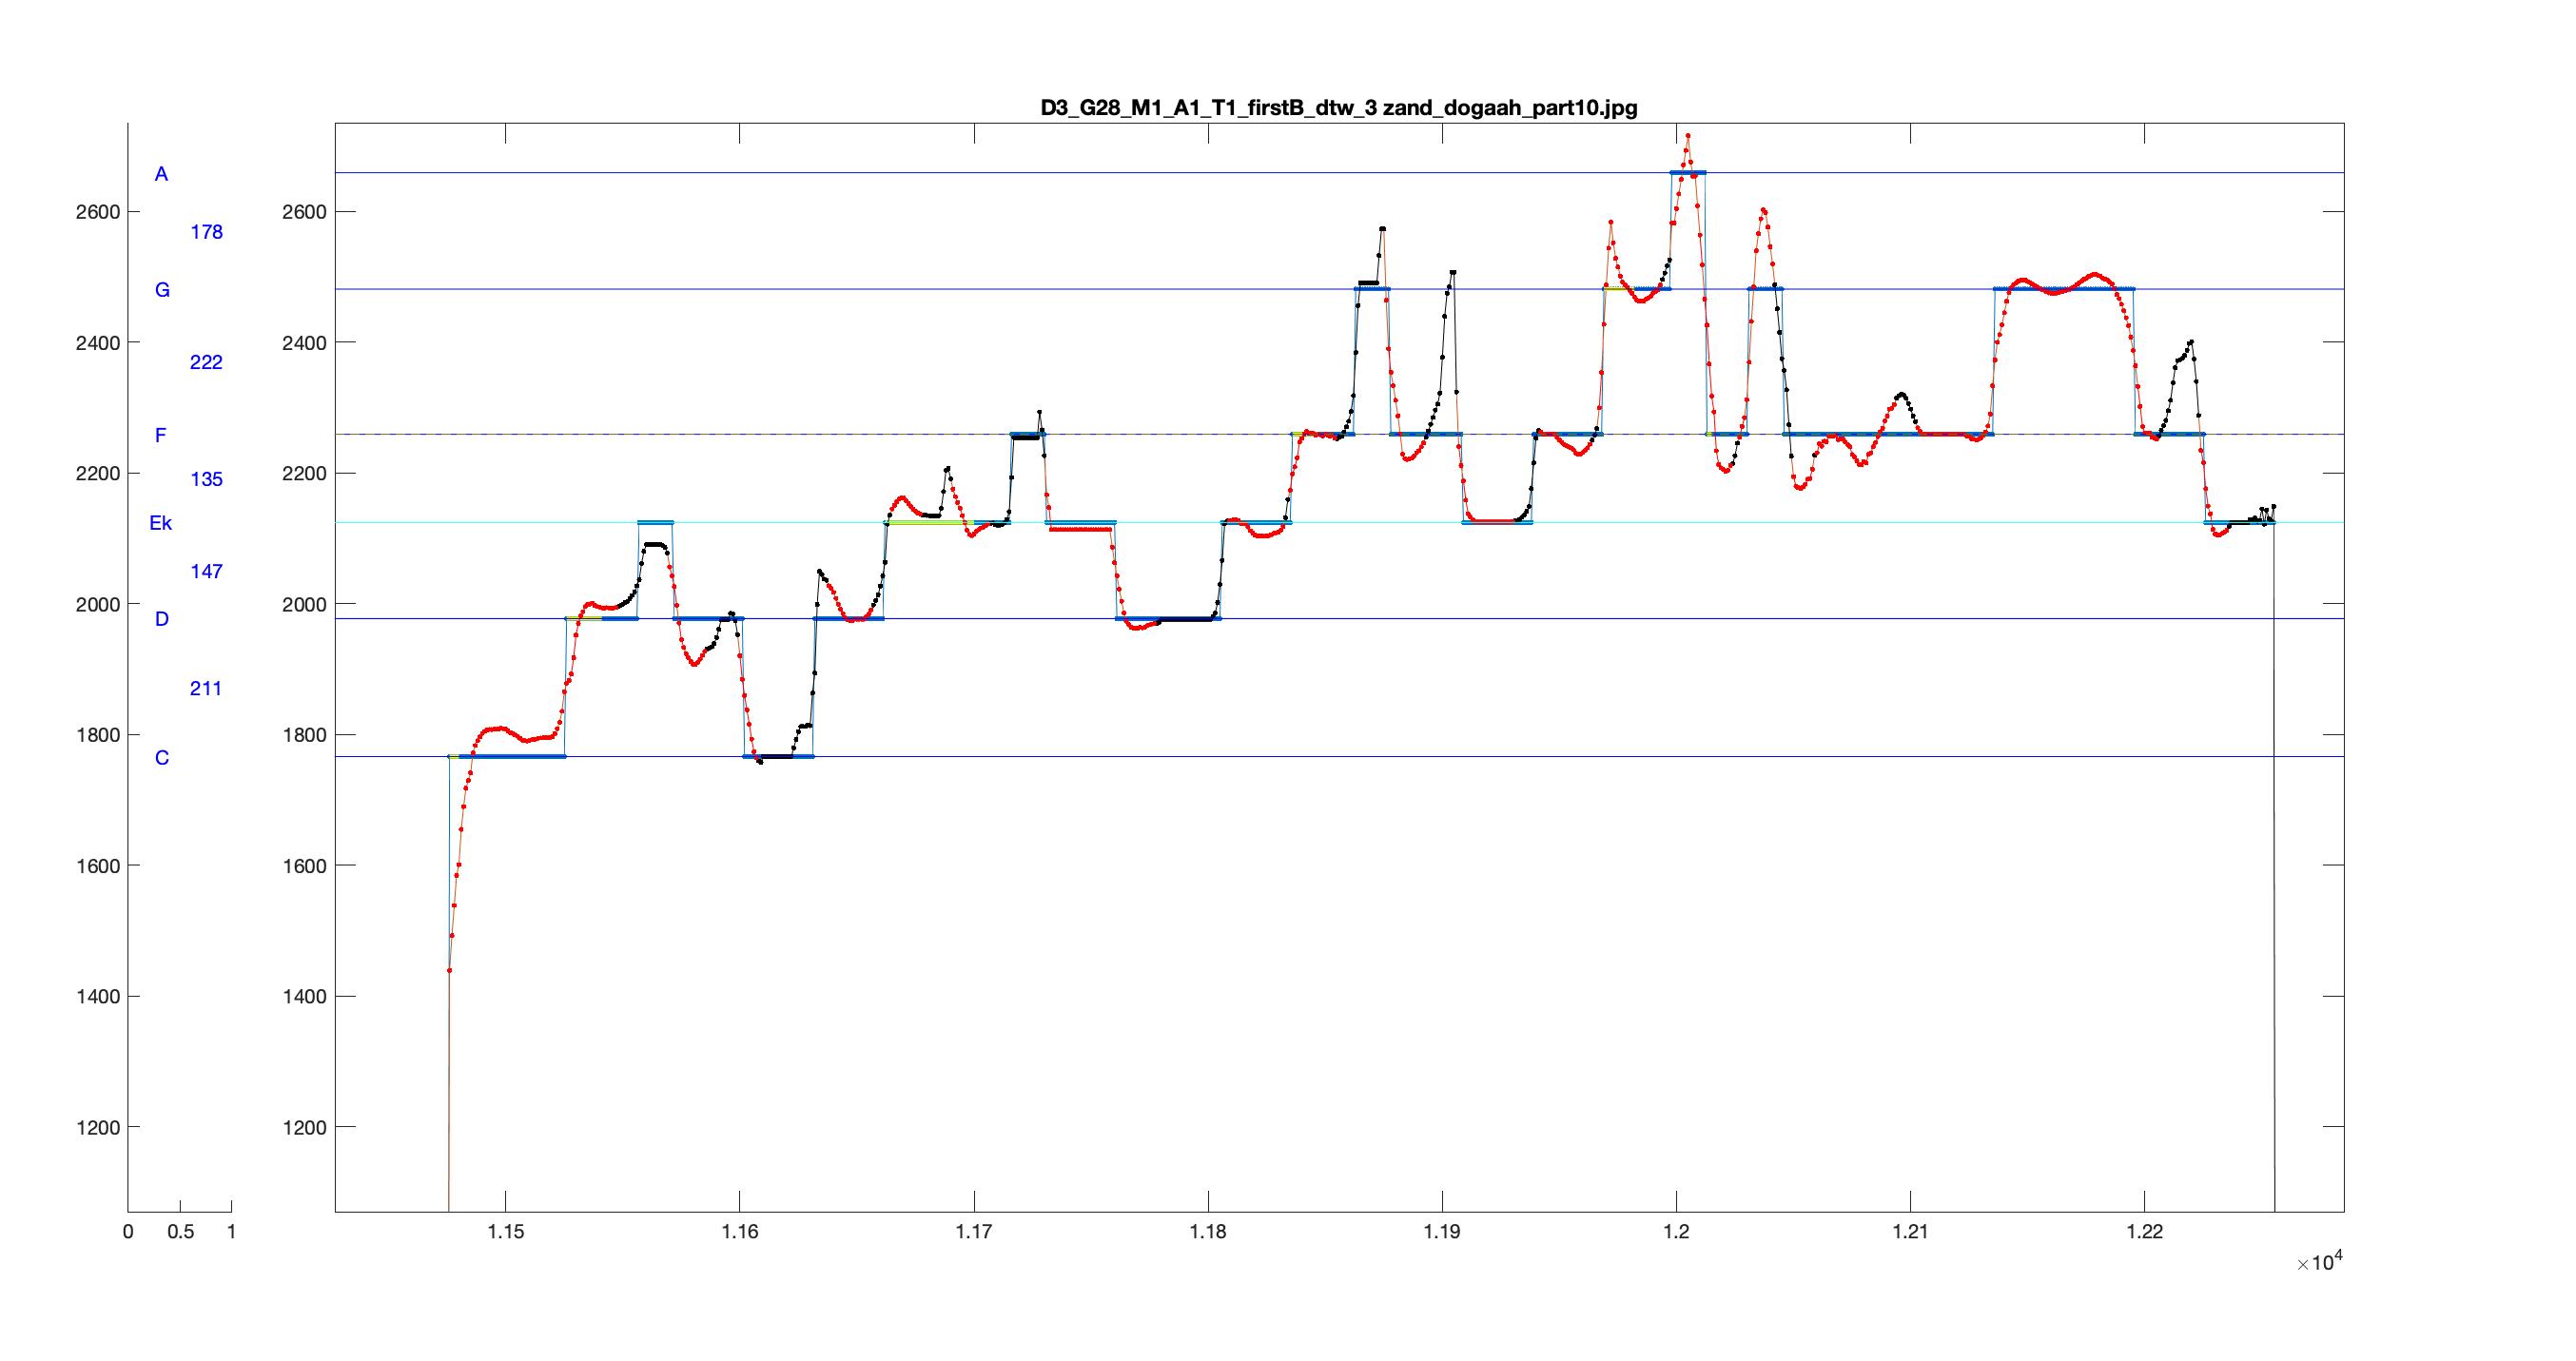 D3_G28_M1_A1_T1_firstB_dtw_3 zand_dogaah_part10.jpg
A
2600 2600
178
G
222
2400 2400
F
2200 135 2200
Ek
147
2000 D 2000
211
1800 C 1800
1600 1600
1400 1400
1200 1200
0 0.5 1 1.15 1.16 1.17 1.18 1.19 1.2 1.21 1.22
×10^4